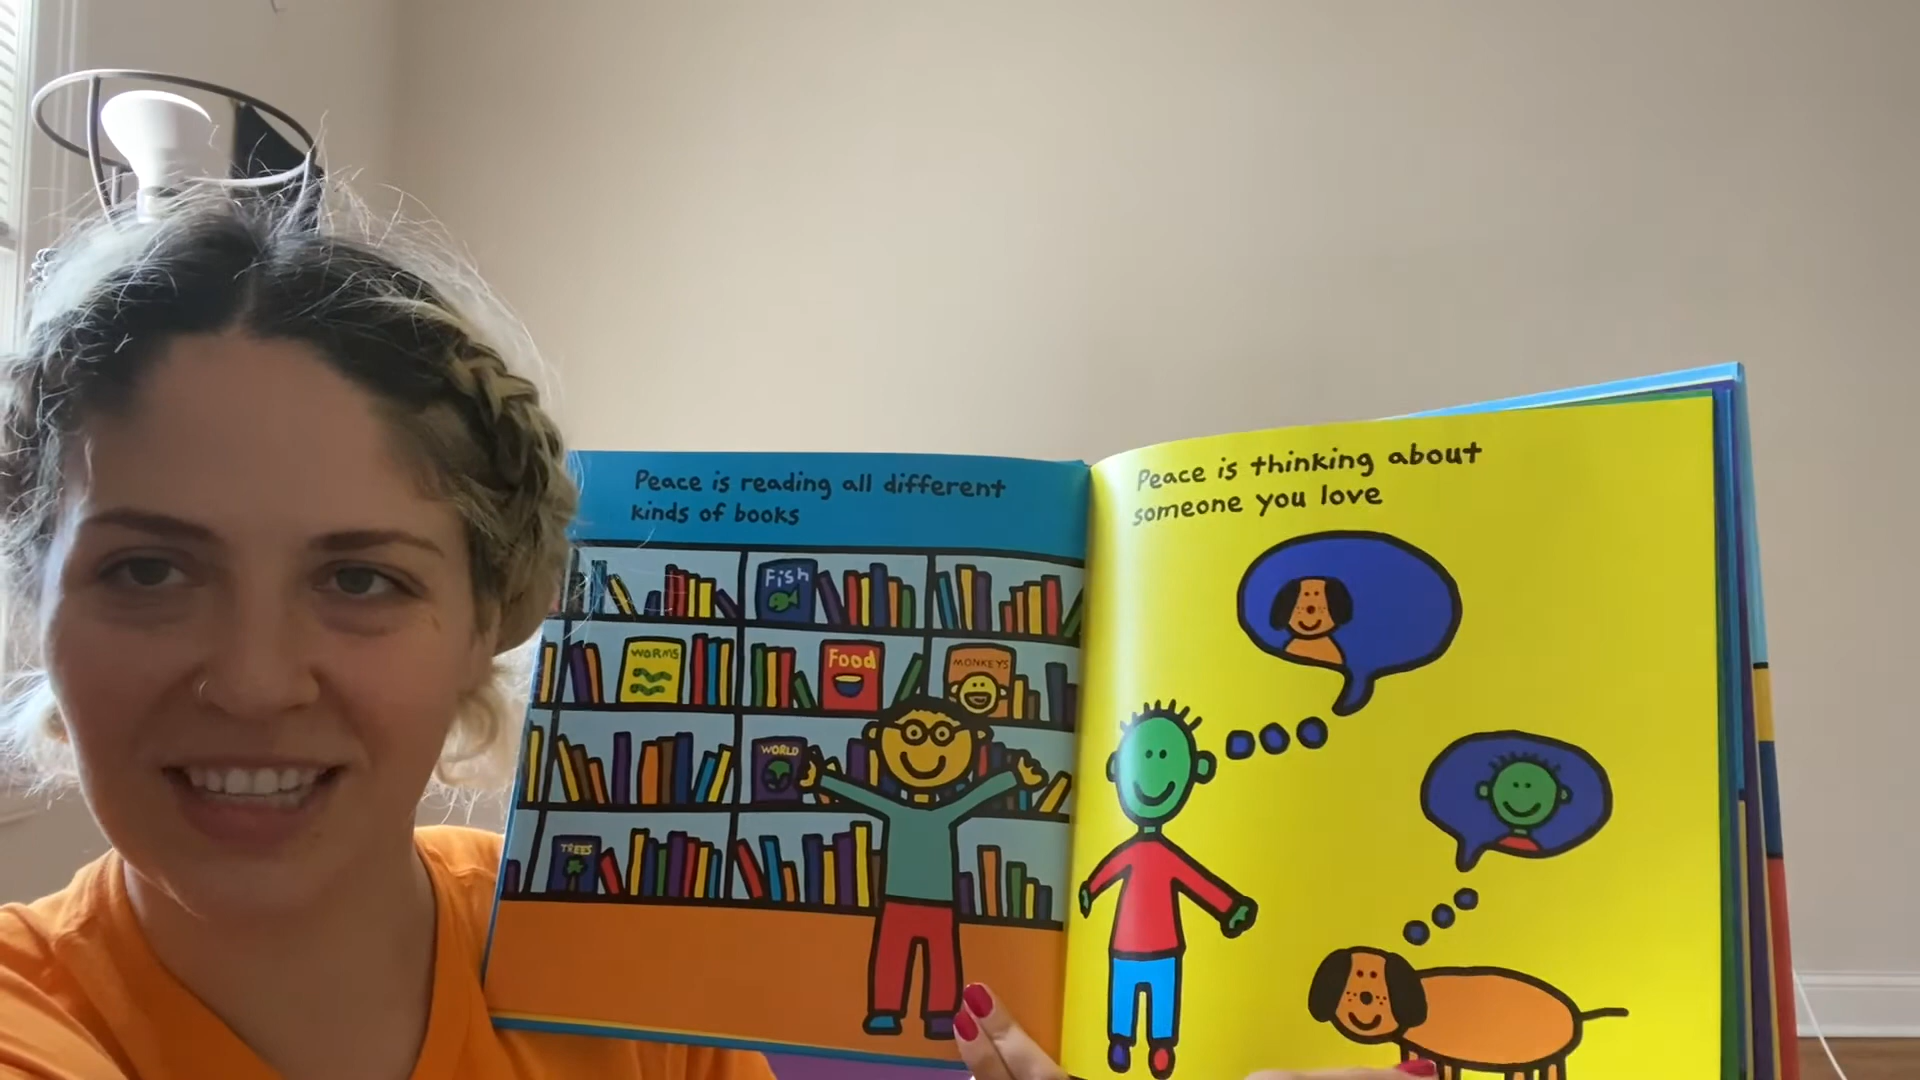 Peace is reading all different
kinds of books
Fish
WORMS
Food
MONKEYS
WORLD
TREES
Peace is thinking about
someone you love